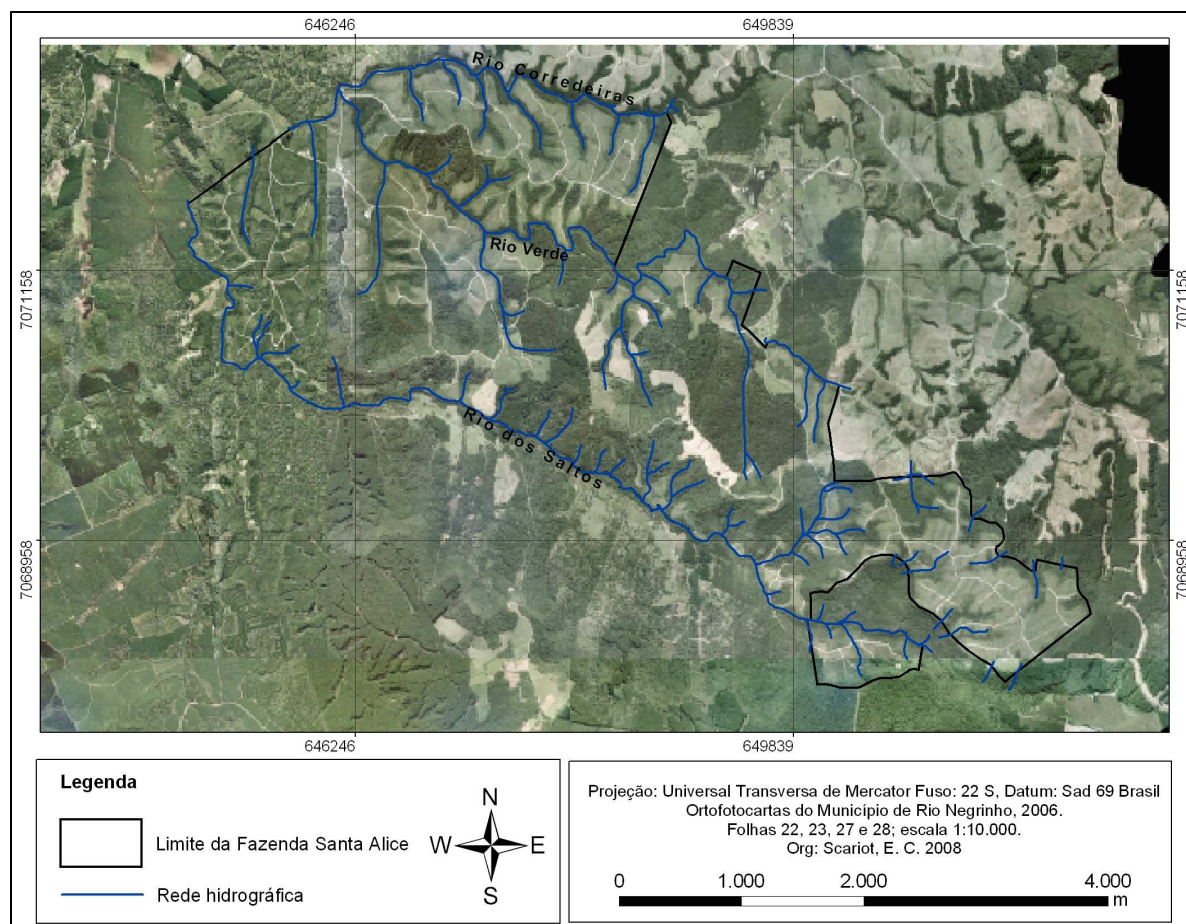 646246 649839
Rio Corredeiras
Rio Verde
7071158 7071158
Rio dos Saltos
7068958 7068958
646246 649839
Legenda
Limite da Fazenda Santa Alice
Rede hidrográfica
N
W E
S
Projeção: Universal Transversa de Mercator Fuso: 22 S, Datum: Sad 69 Brasil
Ortofotocartas do Município de Rio Negrinho, 2006.
Folhas 22, 23, 27 e 28; escala 1:10.000.
Org: Scariot, E. C. 2008
0 1.000 2.000 4.000
m